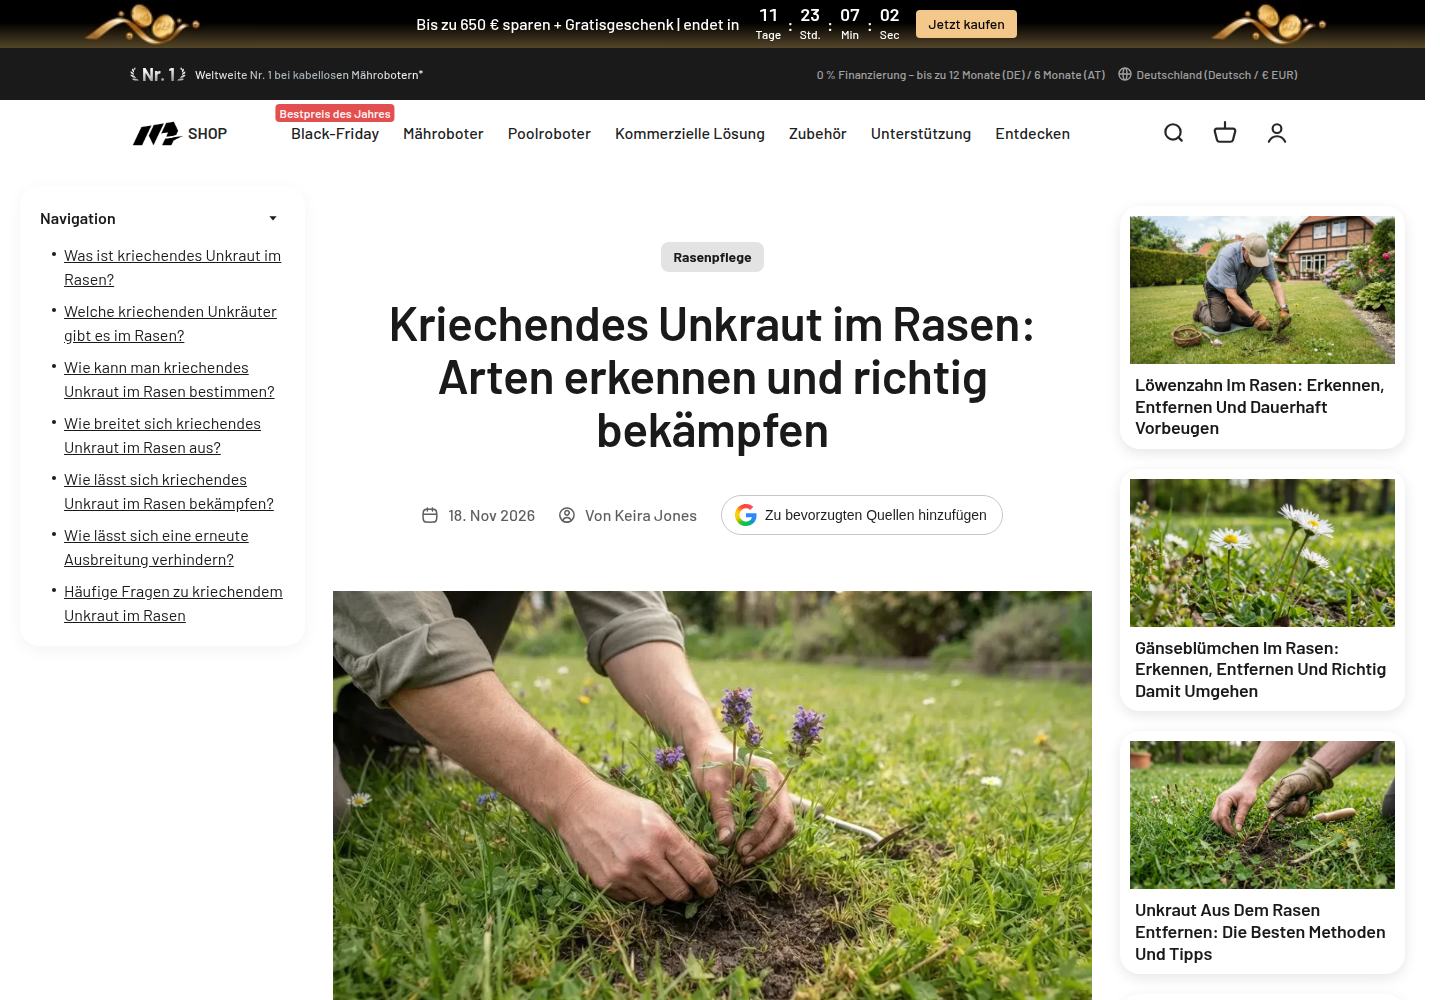 Bis zu 650 € sparen + Gratisgeschenk | endet in
11 : 23 : 07 : 02
Tage Std. Min Sec
Jetzt kaufen
Nr. 1
Weltweite Nr. 1 bei kabellosen Mährobotern*
0 % Finanzierung – bis zu 12 Monate (DE) / 6 Monate (AT)
Deutschland (Deutsch / € EUR)
SHOP
Bestpreis des Jahres
Black-Friday
Mähroboter
Poolroboter
Kommerzielle Lösung
Zubehör
Unterstützung
Entdecken
Navigation
• Was ist kriechendes Unkraut im
Rasen?
• Welche kriechenden Unkräuter
gibt es im Rasen?
• Wie kann man kriechendes
Unkraut im Rasen bestimmen?
• Wie breitet sich kriechendes
Unkraut im Rasen aus?
• Wie lässt sich kriechendes
Unkraut im Rasen bekämpfen?
• Wie lässt sich eine erneute
Ausbreitung verhindern?
• Häufige Fragen zu kriechendem
Unkraut im Rasen
Rasenpflege
Kriechendes Unkraut im Rasen:
Arten erkennen und richtig
bekämpfen
18. Nov 2026
Von Keira Jones
Zu bevorzugten Quellen hinzufügen
Löwenzahn Im Rasen: Erkennen,
Entfernen Und Dauerhaft
Vorbeugen
Gänseblümchen Im Rasen:
Erkennen, Entfernen Und Richtig
Damit Umgehen
Unkraut Aus Dem Rasen
Entfernen: Die Besten Methoden
Und Tipps